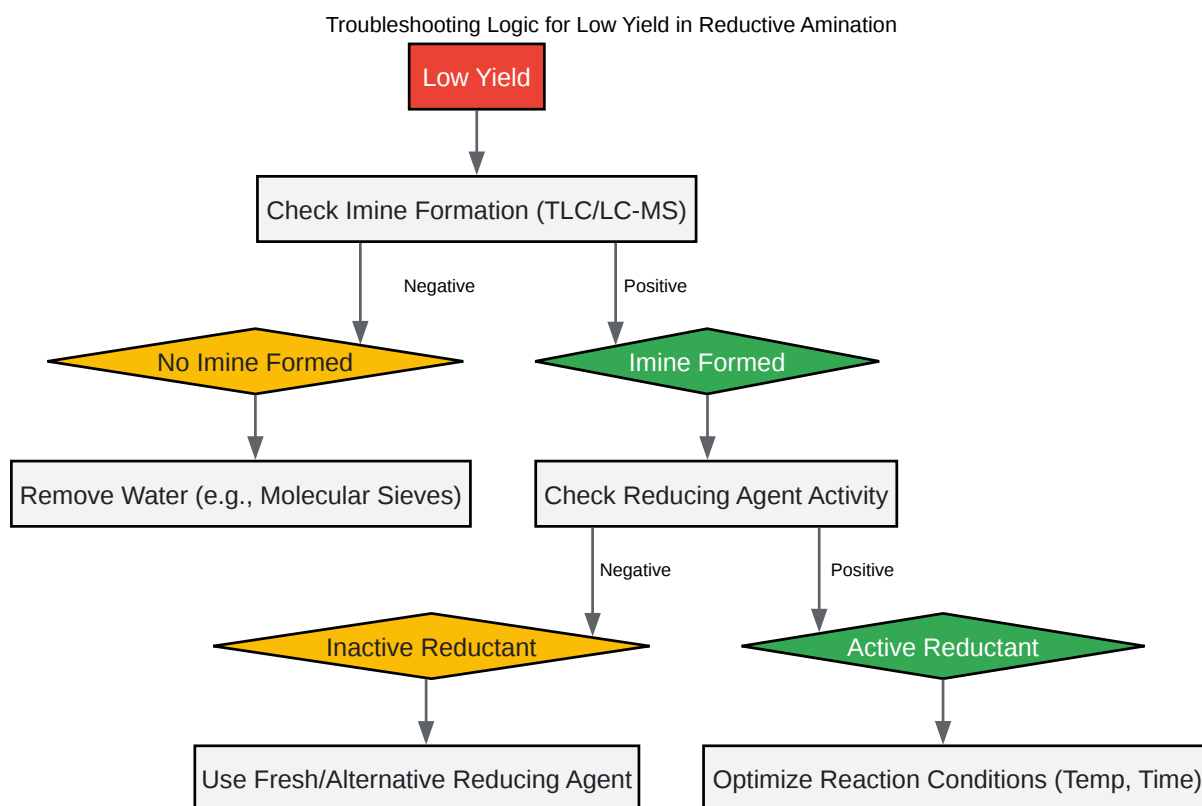 Troubleshooting Logic for Low Yield in Reductive Amination
Low Yield
Check Imine Formation (TLC/LC-MS)
Negative
Positive
No Imine Formed
Imine Formed
Remove Water (e.g., Molecular Sieves)
Check Reducing Agent Activity
Negative
Positive
Inactive Reductant
Active Reductant
Use Fresh/Alternative Reducing Agent
Optimize Reaction Conditions (Temp, Time)